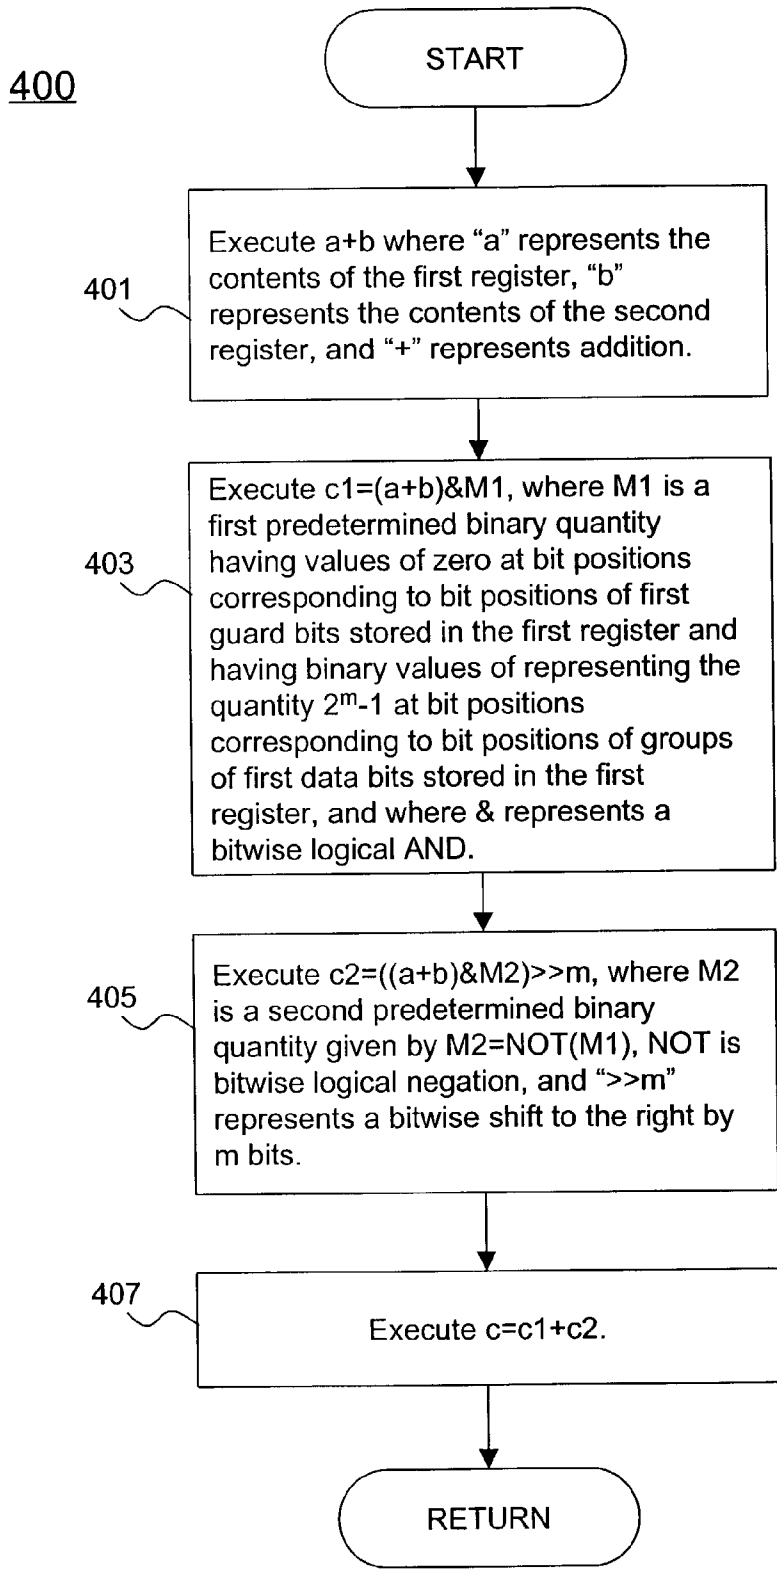 400
START
401
Execute a+b where “a” represents the
contents of the first register, “b”
represents the contents of the second
register, and “+” represents addition.
403
Execute c1=(a+b)&M1, where M1 is a
first predetermined binary quantity
having values of zero at bit positions
corresponding to bit positions of first
guard bits stored in the first register and
having binary values of representing the
quantity 2ᵐ-1 at bit positions
corresponding to bit positions of groups
of first data bits stored in the first
register, and where & represents a
bitwise logical AND.
405
Execute c2=((a+b)&M2)>>m, where M2
is a second predetermined binary
quantity given by M2=NOT(M1), NOT is
bitwise logical negation, and “>>m”
represents a bitwise shift to the right by
m bits.
407
Execute c=c1+c2.
RETURN